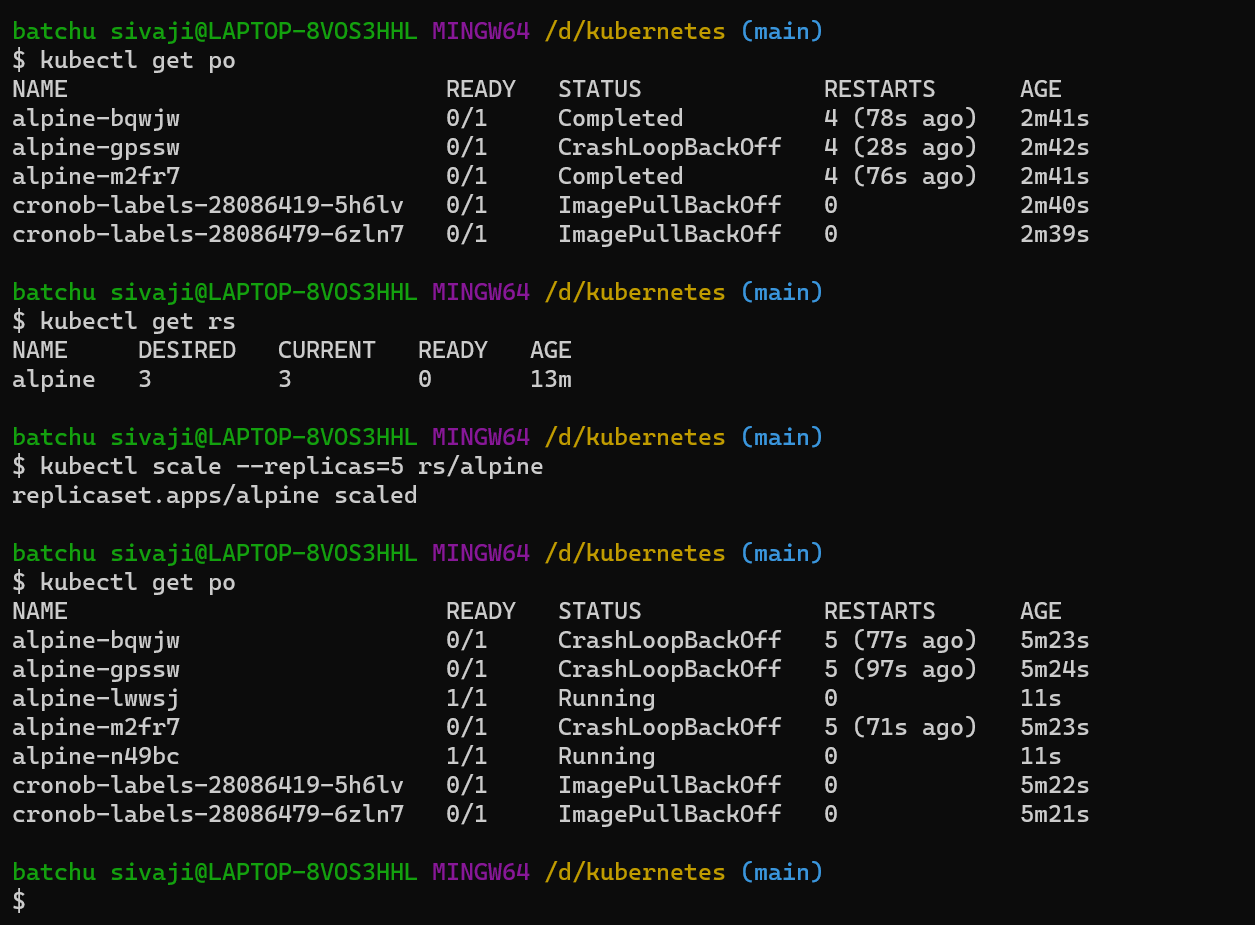 batchu sivaji@LAPTOP-8VOS3HHL MINGW64 /d/kubernetes (main)
$ kubectl get po
NAME                           READY   STATUS             RESTARTS      AGE
alpine-bqwjw                   0/1     Completed          4 (78s ago)   2m41s
alpine-gpssw                   0/1     CrashLoopBackOff   4 (28s ago)   2m42s
alpine-m2fr7                   0/1     Completed          4 (76s ago)   2m41s
cronob-labels-28086419-5h6lv   0/1     ImagePullBackOff   0             2m40s
cronob-labels-28086479-6zln7   0/1     ImagePullBackOff   0             2m39s

batchu sivaji@LAPTOP-8VOS3HHL MINGW64 /d/kubernetes (main)
$ kubectl get rs
NAME     DESIRED   CURRENT   READY   AGE
alpine   3         3         0       13m

batchu sivaji@LAPTOP-8VOS3HHL MINGW64 /d/kubernetes (main)
$ kubectl scale --replicas=5 rs/alpine
replicaset.apps/alpine scaled

batchu sivaji@LAPTOP-8VOS3HHL MINGW64 /d/kubernetes (main)
$ kubectl get po
NAME                           READY   STATUS             RESTARTS      AGE
alpine-bqwjw                   0/1     CrashLoopBackOff   5 (77s ago)   5m23s
alpine-gpssw                   0/1     CrashLoopBackOff   5 (97s ago)   5m24s
alpine-lwwsj                   1/1     Running            0             11s
alpine-m2fr7                   0/1     CrashLoopBackOff   5 (71s ago)   5m23s
alpine-n49bc                   1/1     Running            0             11s
cronob-labels-28086419-5h6lv   0/1     ImagePullBackOff   0             5m22s
cronob-labels-28086479-6zln7   0/1     ImagePullBackOff   0             5m21s

batchu sivaji@LAPTOP-8VOS3HHL MINGW64 /d/kubernetes (main)
$